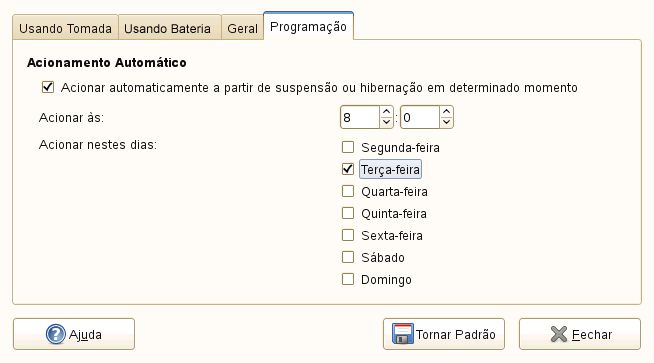 Usando Tomada Usando Bateria Geral Programação
Acionamento Automático
Acionar automaticamente a partir de suspensão ou hibernação em determinado momento
Acionar às: 8 : 0
Acionar nestes dias: Segunda-feira
Terça-feira
Quarta-feira
Quinta-feira
Sexta-feira
Sábado
Domingo
Ajuda Tornar Padrão Fechar